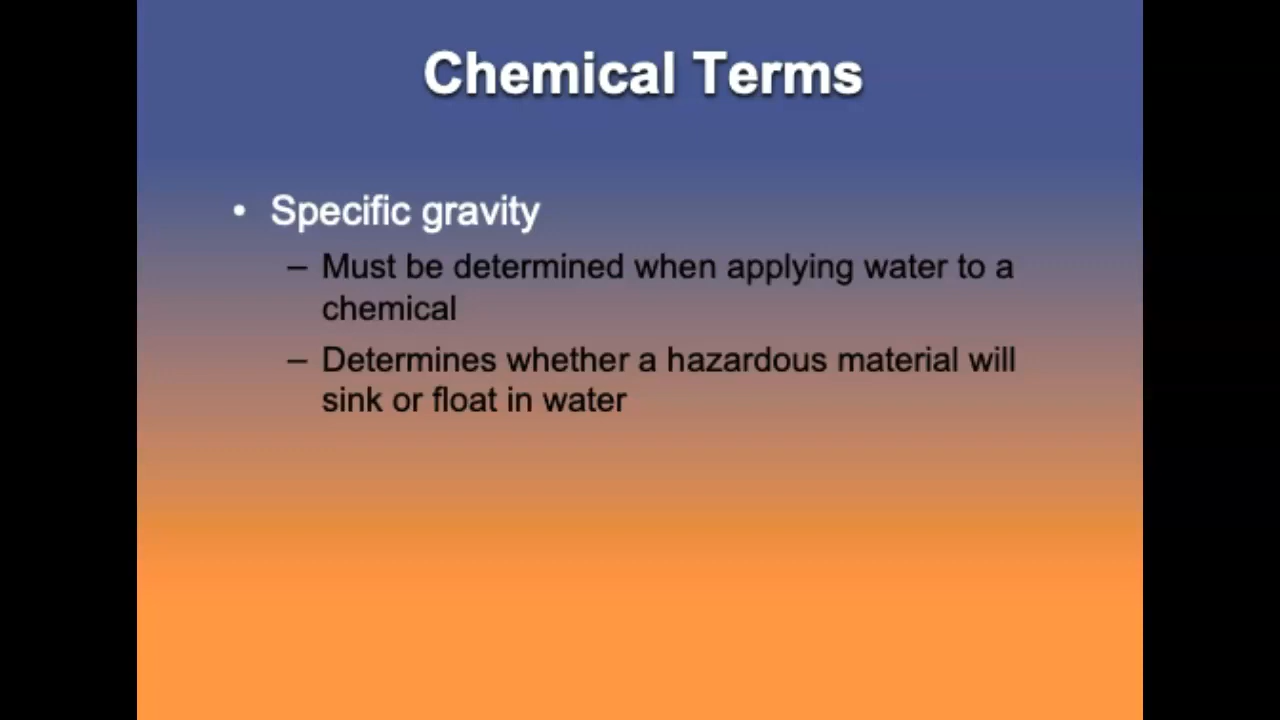 Chemical Terms
• Specific gravity
– Must be determined when applying water to a
chemical
– Determines whether a hazardous material will
sink or float in water